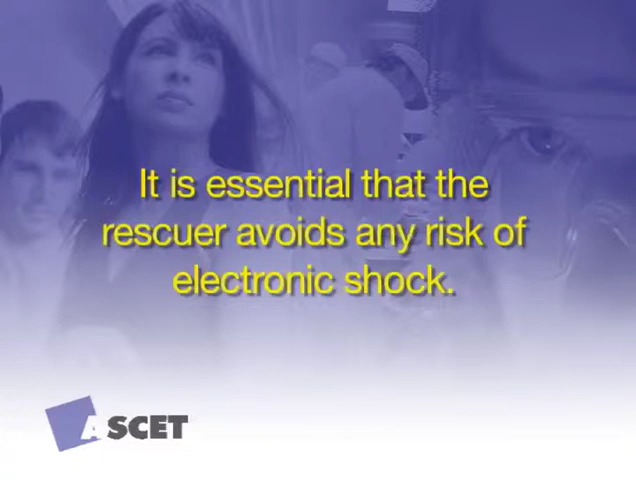 It is essential that the
rescuer avoids any risk of
electronic shock.
ASCET